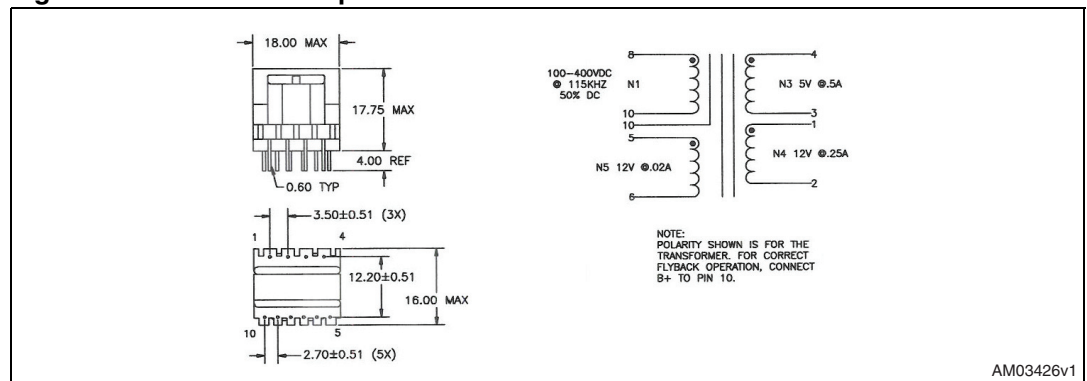 18.00 MAX
17.75 MAX
4.00 REF
0.60 TYP
3.50±0.51 (3X)
1
4
12.20±0.51
16.00 MAX
10
5
2.70±0.51 (5X)
8
4
100-400VDC
@ 115KHZ
50% DC
N1
N3 5V @.5A
10
3
10
1
5
N5 12V @.02A
N4 12V @.25A
6
2
NOTE:
POLARITY SHOWN IS FOR THE
TRANSFORMER. FOR CORRECT
FLYBACK OPERATION, CONNECT
B+ TO PIN 10.
AM03426v1